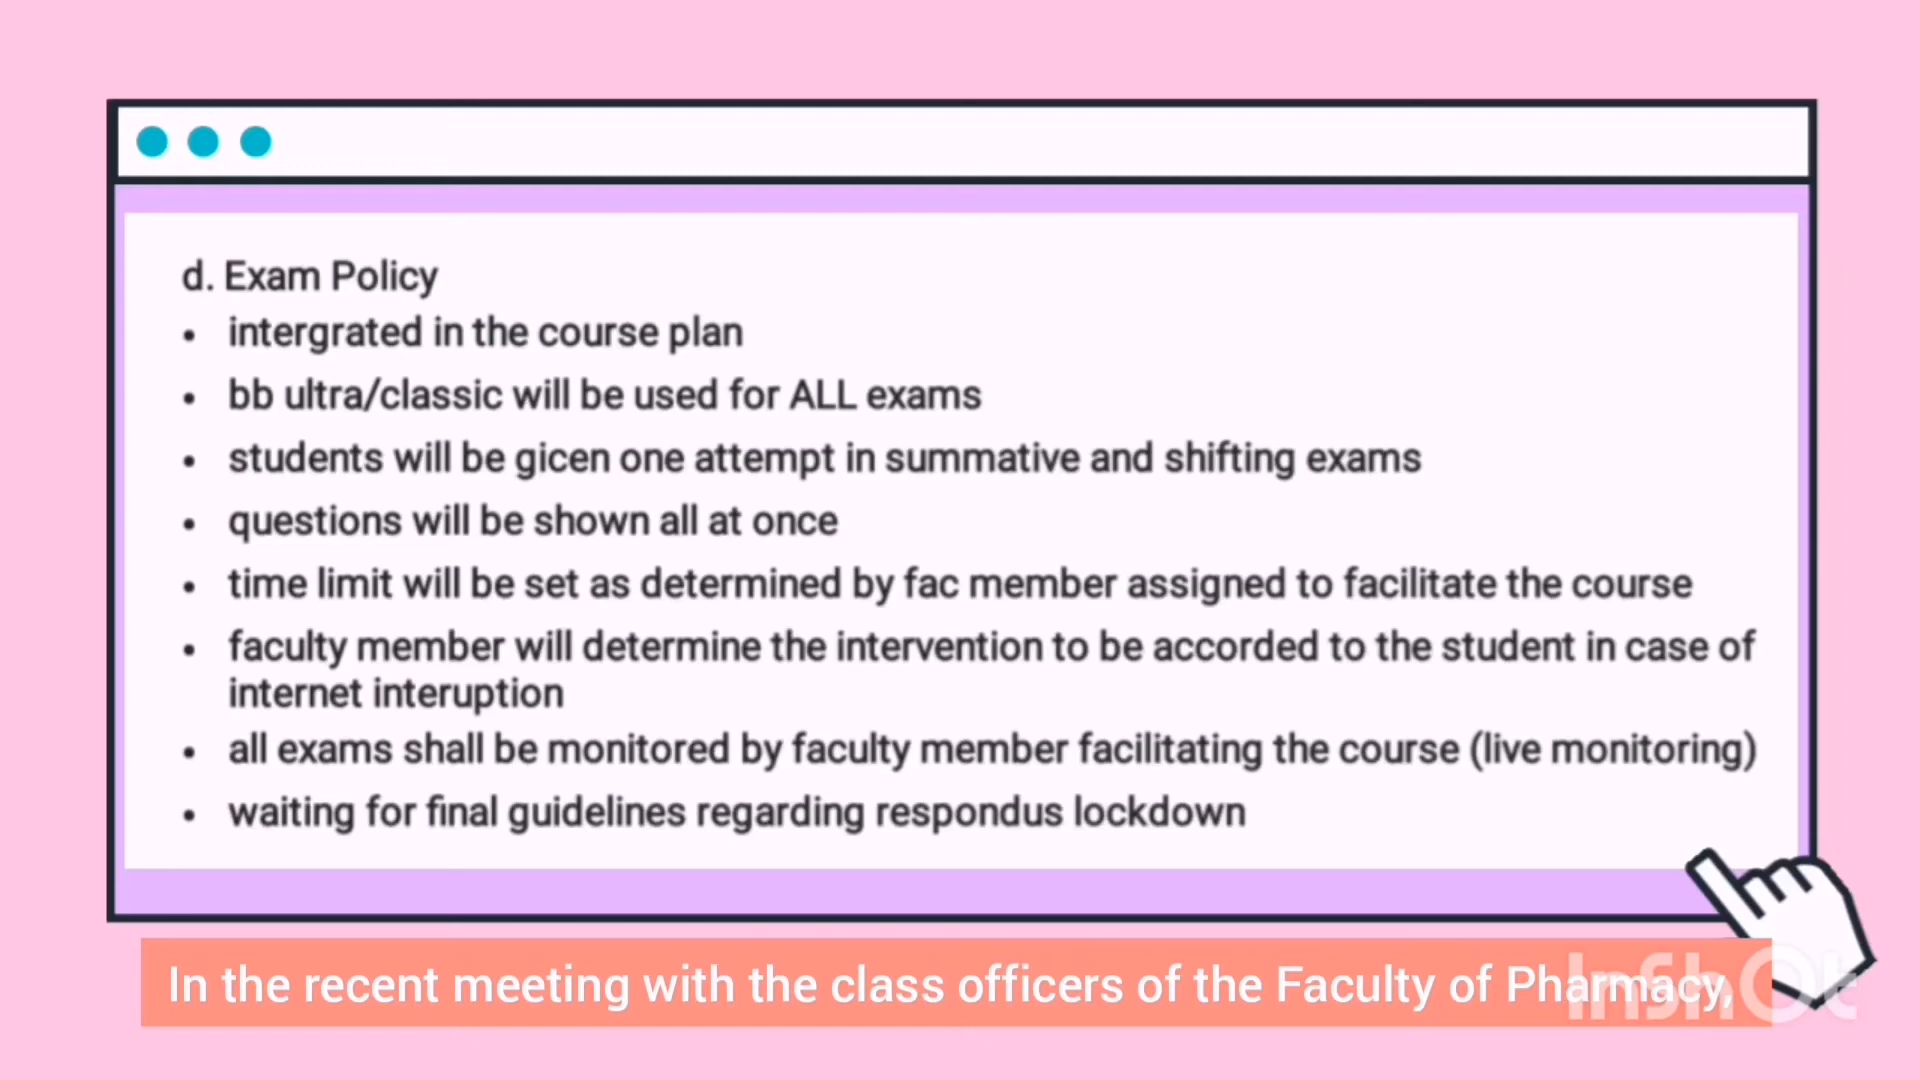 d. Exam Policy
• intergrated in the course plan
• bb ultra/classic will be used for ALL exams
• students will be gicen one attempt in summative and shifting exams
• questions will be shown all at once
• time limit will be set as determined by fac member assigned to facilitate the course
• faculty member will determine the intervention to be accorded to the student in case of
internet interuption
• all exams shall be monitored by faculty member facilitating the course (live monitoring)
• waiting for final guidelines regarding respondus lockdown
In the recent meeting with the class officers of the Faculty of Pharmacy,
InShOt